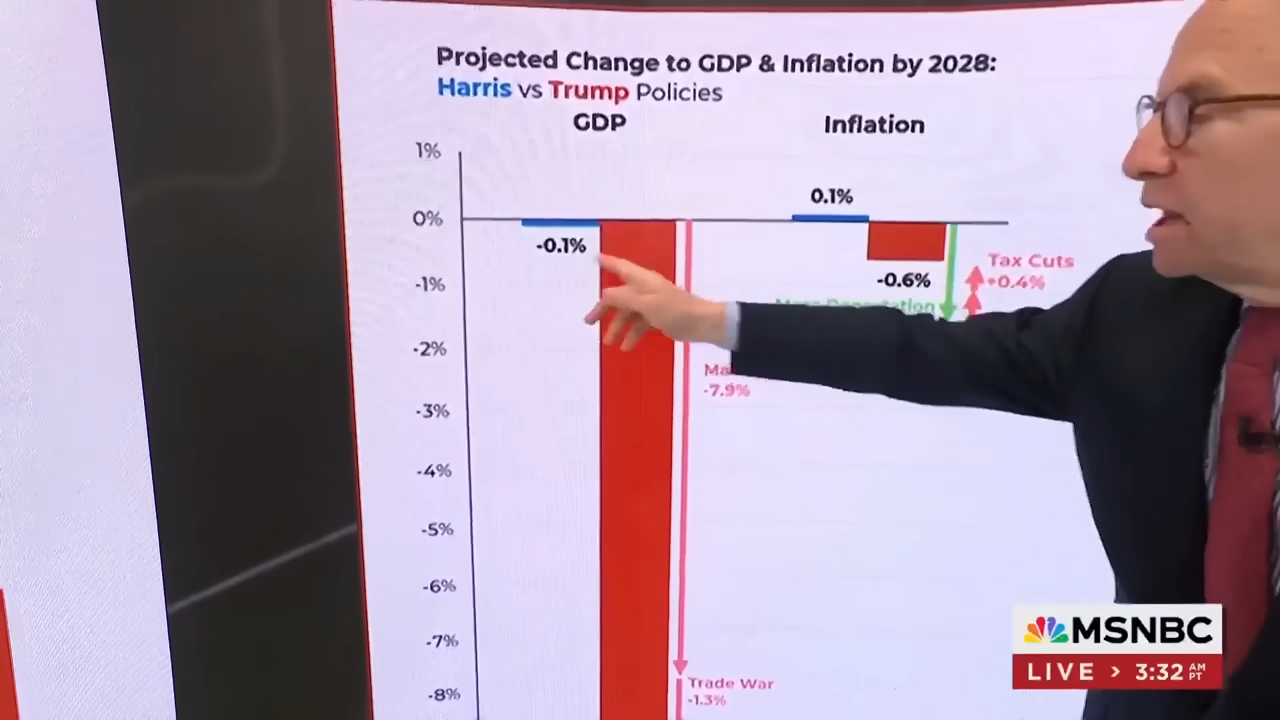 Projected Change to GDP & Inflation by 2028:
Harris vs Trump Policies
GDP
Inflation
1%
0%
-1%
-2%
-3%
-4%
-5%
-6%
-7%
-8%
-0.1%
0.1%
-0.6%
Tax Cuts
+0.4%
-7.9%
Trade War
-1.3%
MSNBC
LIVE > 3:32 AM PT